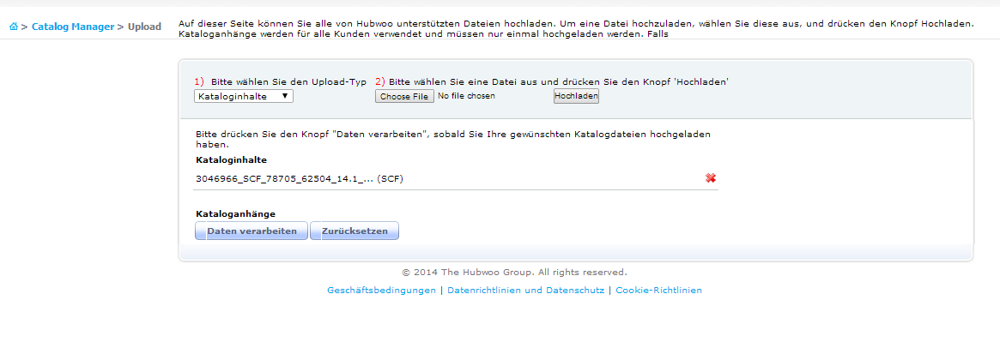 > Catalog Manager > Upload
Auf dieser Seite können Sie alle von Hubwoo unterstützten Dateien hochladen. Um eine Datei hochzuladen, wählen Sie diese aus, und drücken den Knopf Hochladen.
Kataloganhänge werden für alle Kunden verwendet und müssen nur einmal hochgeladen werden. Falls
1) Bitte wählen Sie den Upload-Typ 2) Bitte wählen Sie eine Datei aus und drücken Sie den Knopf 'Hochladen'
Kataloginhalte Choose File No file chosen Hochladen
Bitte drücken Sie den Knopf "Daten verarbeiten", sobald Sie Ihre gewünschten Katalogdateien hochgeladen
haben.
Kataloginhalte
3046966_SCF_78705_62504_14.1_... (SCF)
Kataloganhänge
Daten verarbeiten Zurücksetzen
© 2014 The Hubwoo Group. All rights reserved.
Geschäftsbedingungen | Datenrichtlinien und Datenschutz | Cookie-Richtlinien